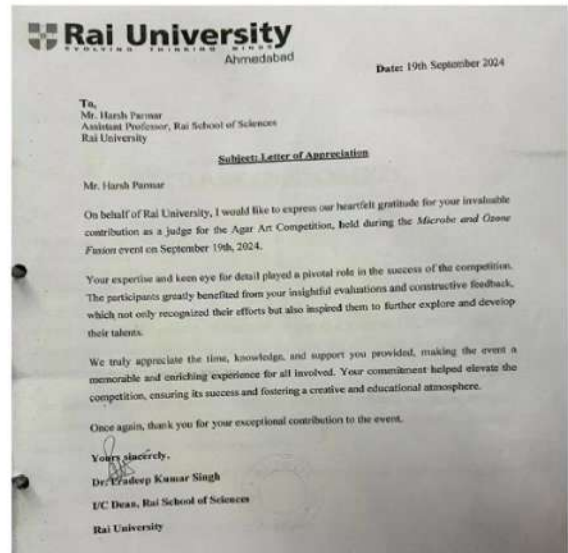 Rai University
EVOLVING THINKING MINDS
Ahmedabad
Date: 19th September 2024
To,
Mr. Harsh Parmar
Assistant Professor, Rai School of Sciences
Rai University
Subject: Letter of Appreciation
Mr. Harsh Parmar
On behalf of Rai University, I would like to express our heartfelt gratitude for your invaluable
contribution as a judge for the Agar Art Competition, held during the Microbe and Ozone
Fusion event on September 19th, 2024.
Your expertise and keen eye for detail played a pivotal role in the success of the competition.
The participants greatly benefited from your insightful evaluations and constructive feedback,
which not only recognized their efforts but also inspired them to further explore and develop
their talents.
We truly appreciate the time, knowledge, and support you provided, making the event a
memorable and enriching experience for all involved. Your commitment helped elevate the
competition, ensuring its success and fostering a creative and educational atmosphere.
Once again, thank you for your exceptional contribution to the event.
Yours sincerely,
Dr. Pradeep Kumar Singh
I/C Dean, Rai School of Sciences
Rai University